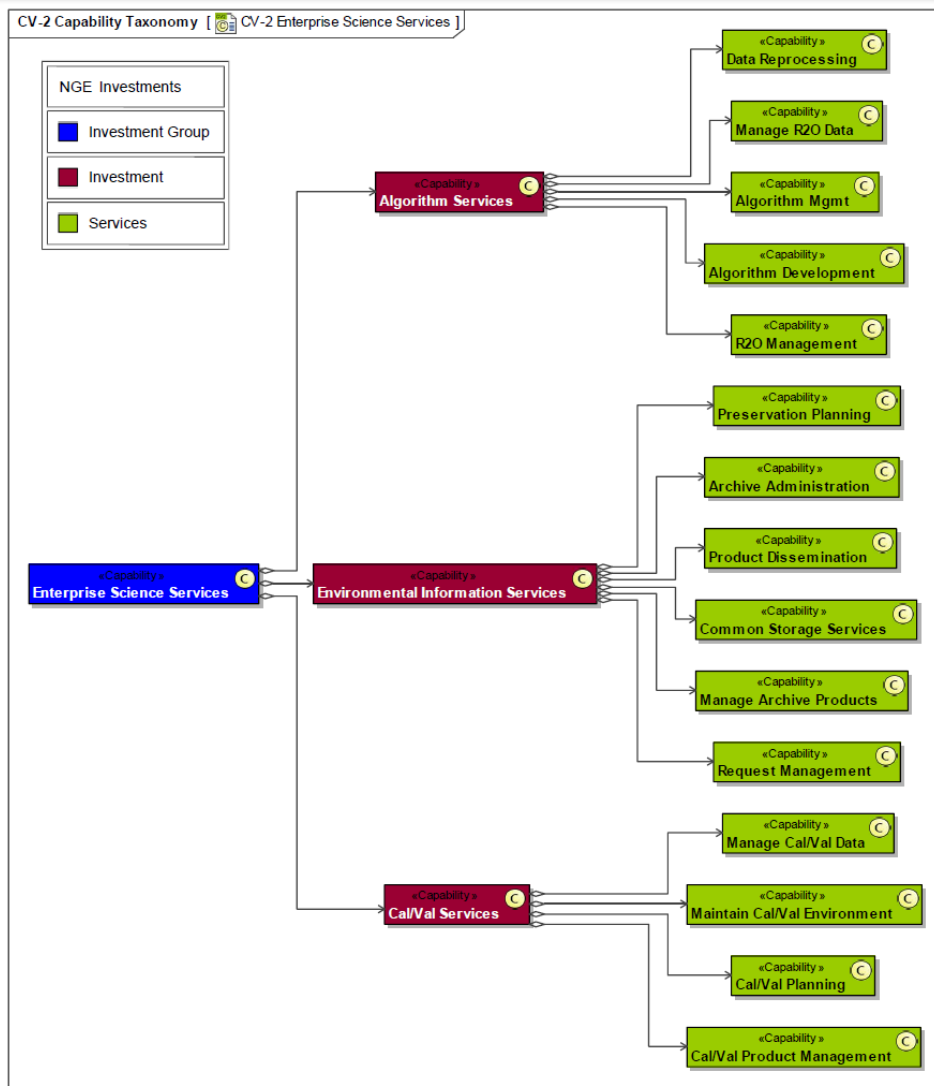 CV-2 Capability Taxonomy [ CV-2 Enterprise Science Services ]
NGE Investments
Investment Group
Investment
Services
«Capability»
Data Reprocessing
C
«Capability»
Manage R2O Data
C
«Capability»
Algorithm Services
C
«Capability»
Algorithm Mgmt
C
«Capability»
Algorithm Development
C
«Capability»
R2O Management
C
«Capability»
Preservation Planning
C
«Capability»
Archive Administration
C
«Capability»
Product Dissemination
C
«Capability»
Enterprise Science Services
C
«Capability»
Environmental Information Services
C
«Capability»
Common Storage Services
C
«Capability»
Manage Archive Products
C
«Capability»
Request Management
C
«Capability»
Manage Cal/Val Data
C
«Capability»
Cal/Val Services
C
«Capability»
Maintain Cal/Val Environment
C
«Capability»
Cal/Val Planning
C
«Capability»
Cal/Val Product Management
C